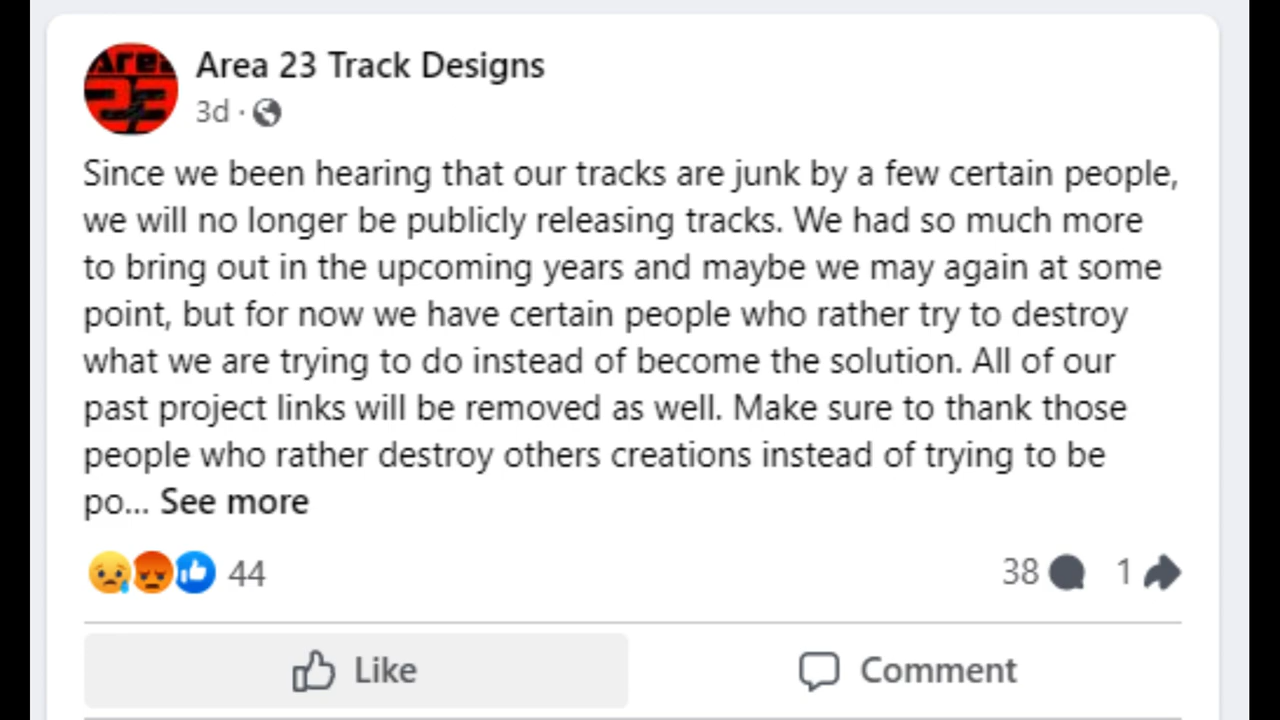 Area 23
Area 23 Track Designs
3d ·
Since we been hearing that our tracks are junk by a few certain people,
we will no longer be publicly releasing tracks. We had so much more
to bring out in the upcoming years and maybe we may again at some
point, but for now we have certain people who rather try to destroy
what we are trying to do instead of become the solution. All of our
past project links will be removed as well. Make sure to thank those
people who rather destroy others creations instead of trying to be
po... See more
44 38 1
Like Comment